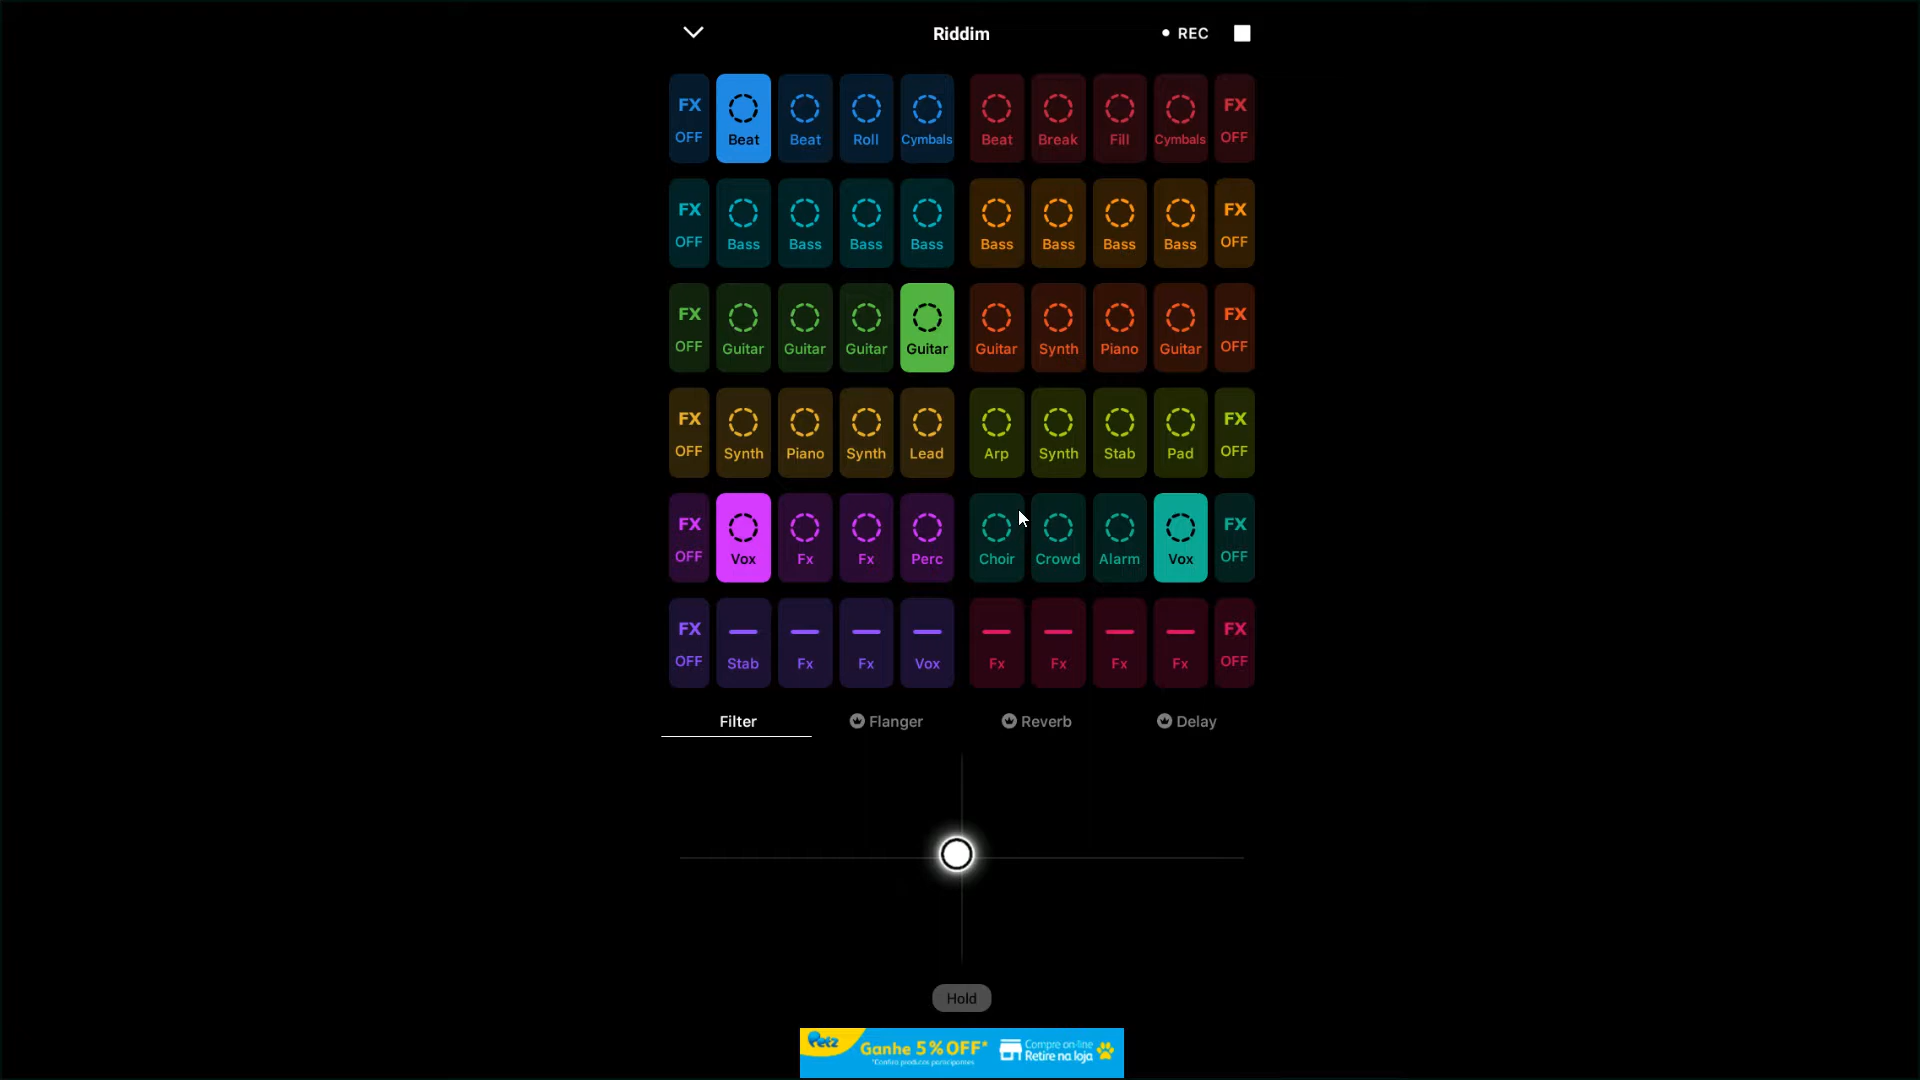 Riddim
REC
FX Beat Beat Roll Cymbals Beat Break Fill Cymbals FX
OFF OFF
FX Bass Bass Bass Bass Bass Bass Bass Bass FX
OFF OFF
FX Guitar Guitar Guitar Guitar Guitar Synth Piano Guitar FX
OFF OFF
FX Synth Piano Synth Lead Arp Synth Stab Pad FX
OFF OFF
FX Vox Fx Fx Perc Choir Crowd Alarm Vox FX
OFF OFF
FX Stab Fx Fx Vox Fx Fx Fx Fx FX
OFF OFF
Filter Flanger Reverb Delay
Hold
Petz
Ganhe 5%OFF*
*Confira produtos participantes
Compre on-line
Retire na loja